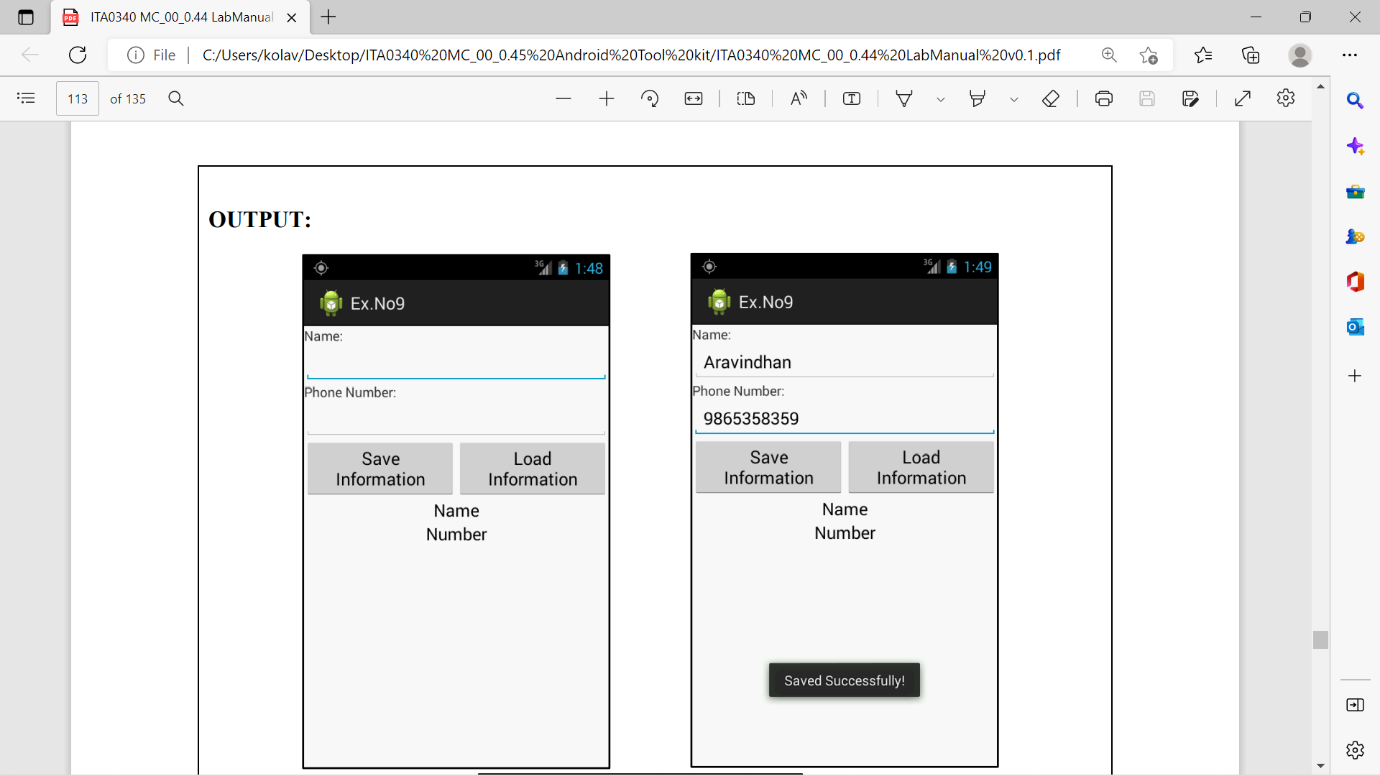 ITA0340 MC_00_0.44 LabManual
File
C:/Users/kolav/Desktop/ITA0340%20MC_00_0.45%20Android%20Tool%20kit/ITA0340%20MC_00_0.44%20LabManual%20v0.1.pdf
113 of 135
OUTPUT:
3G 1:48
Ex.No9
Name:
Phone Number:
Save Information
Load Information
Name
Number
3G 1:49
Ex.No9
Name:
Aravindhan
Phone Number:
9865358359
Save Information
Load Information
Name
Number
Saved Successfully!